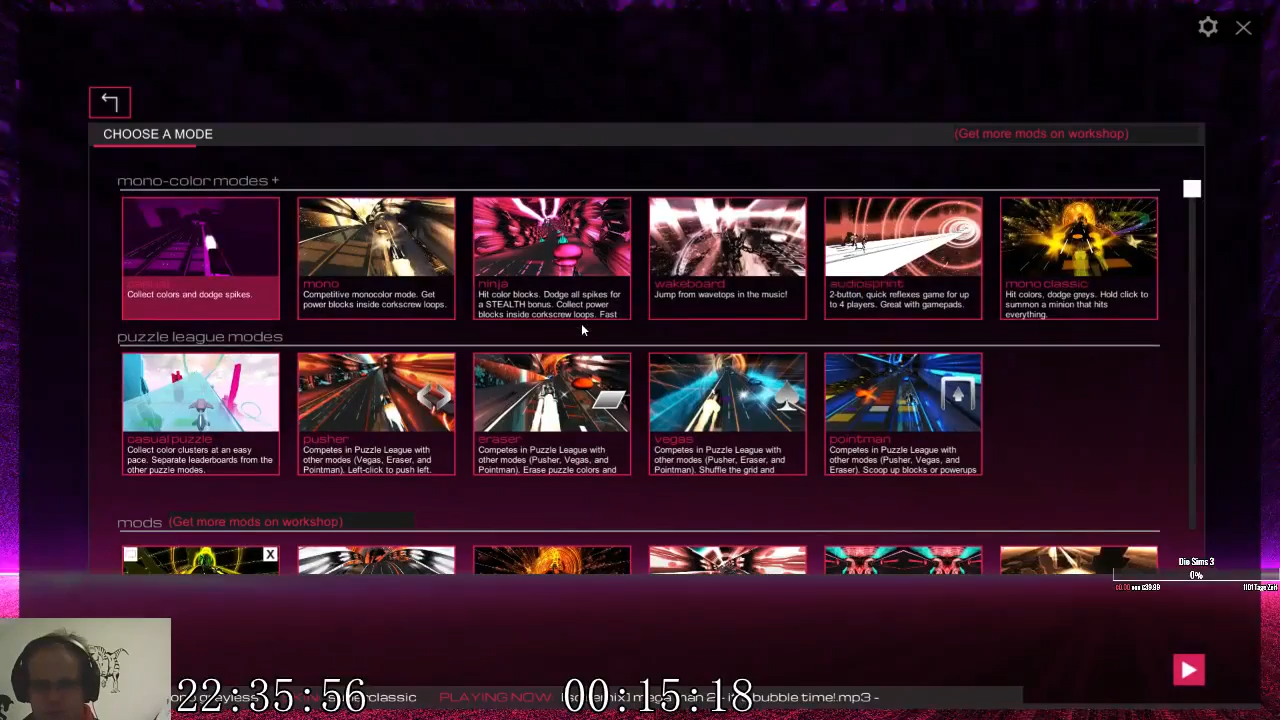 CHOOSE A MODE
(Get more mods on workshop)
mono-color modes +
Collect colors and dodge spikes.
mono
Competitive monocolor mode. Get
power blocks inside corkscrew loops.
ninja
Hit color blocks. Dodge all spikes for
a STEALTH bonus. Collect power
blocks inside corkscrew loops. Fast
wakeboard
Jump from wavetops in the music!
audiosprint
2-button, quick reflexes game for up
to 4 players. Great with gamepads.
mono classic
Hit colors, dodge greys. Hold click to
summon a minion that hits
everything.
puzzle league modes
casual puzzle
Collect color clusters at an easy
pace. Separate leaderboards from the
other puzzle modes.
pusher
Competes in Puzzle League with
other modes (Vegas, Eraser, and
Pointman). Left-click to push left.
eraser
Competes in Puzzle League with
other modes (Pusher, Vegas, and
Pointman). Erase puzzle colors and
vegas
Competes in Puzzle League with
other modes (Pusher, Eraser, and
Pointman). Shuffle the grid and
pointman
Competes in Puzzle League with
other modes (Pusher, Vegas, and
Eraser). Scoop up blocks or powerups
mods (Get more mods on workshop)
X
Die Sims 3
0%
22:35:56
classic
PLAYING NOW
00:15:18
bubble time!.mp3 -